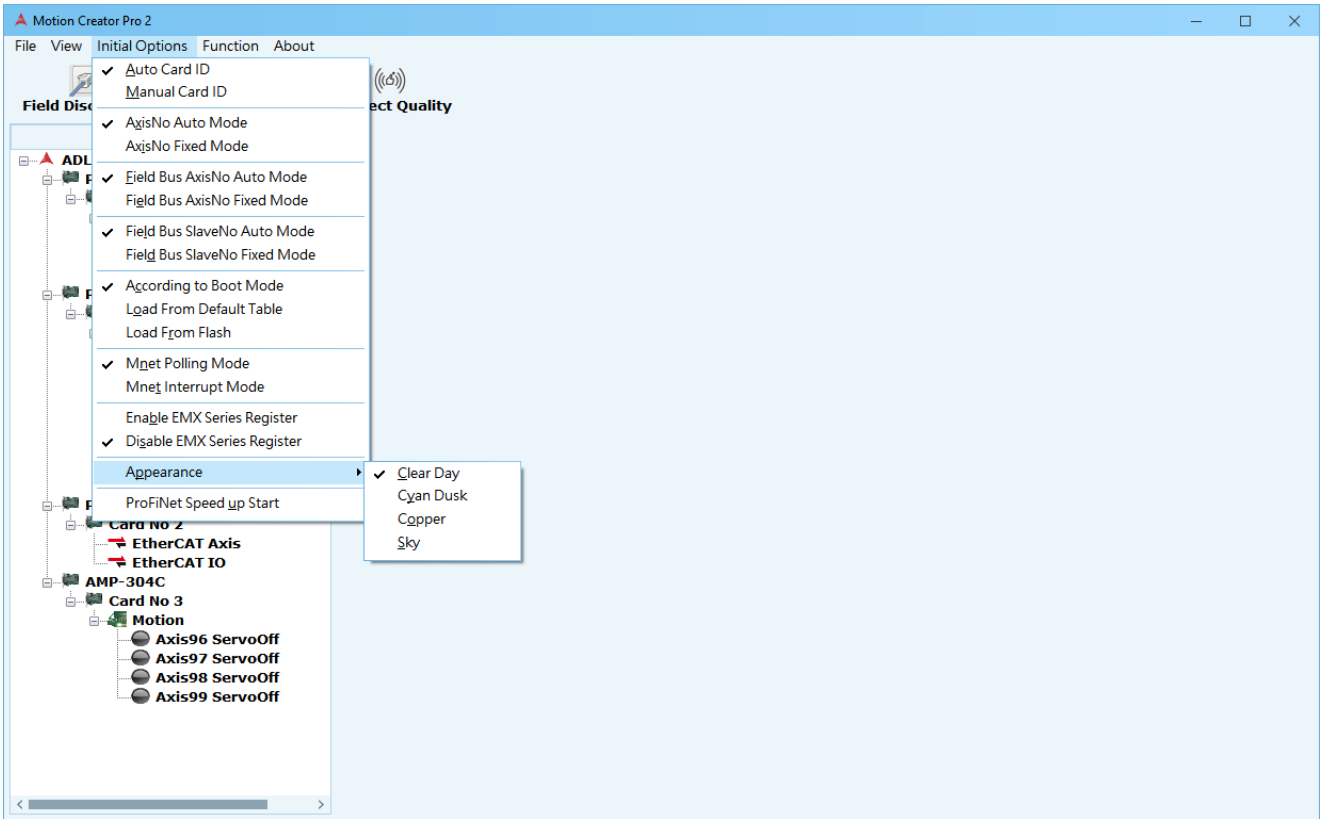 Motion Creator Pro 2
File View Initial Options Function About
Field Disc
ect Quality
Auto Card ID
Manual Card ID
AxisNo Auto Mode
AxisNo Fixed Mode
Field Bus AxisNo Auto Mode
Field Bus AxisNo Fixed Mode
Field Bus SlaveNo Auto Mode
Field Bus SlaveNo Fixed Mode
According to Boot Mode
Load From Default Table
Load From Flash
Mnet Polling Mode
Mnet Interrupt Mode
Enable EMX Series Register
Disable EMX Series Register
Appearance
ProFiNet Speed up Start
Clear Day
Cyan Dusk
Copper
Sky
ADL
Card No 2
EtherCAT Axis
EtherCAT IO
AMP-304C
Card No 3
Motion
Axis96 ServoOff
Axis97 ServoOff
Axis98 ServoOff
Axis99 ServoOff